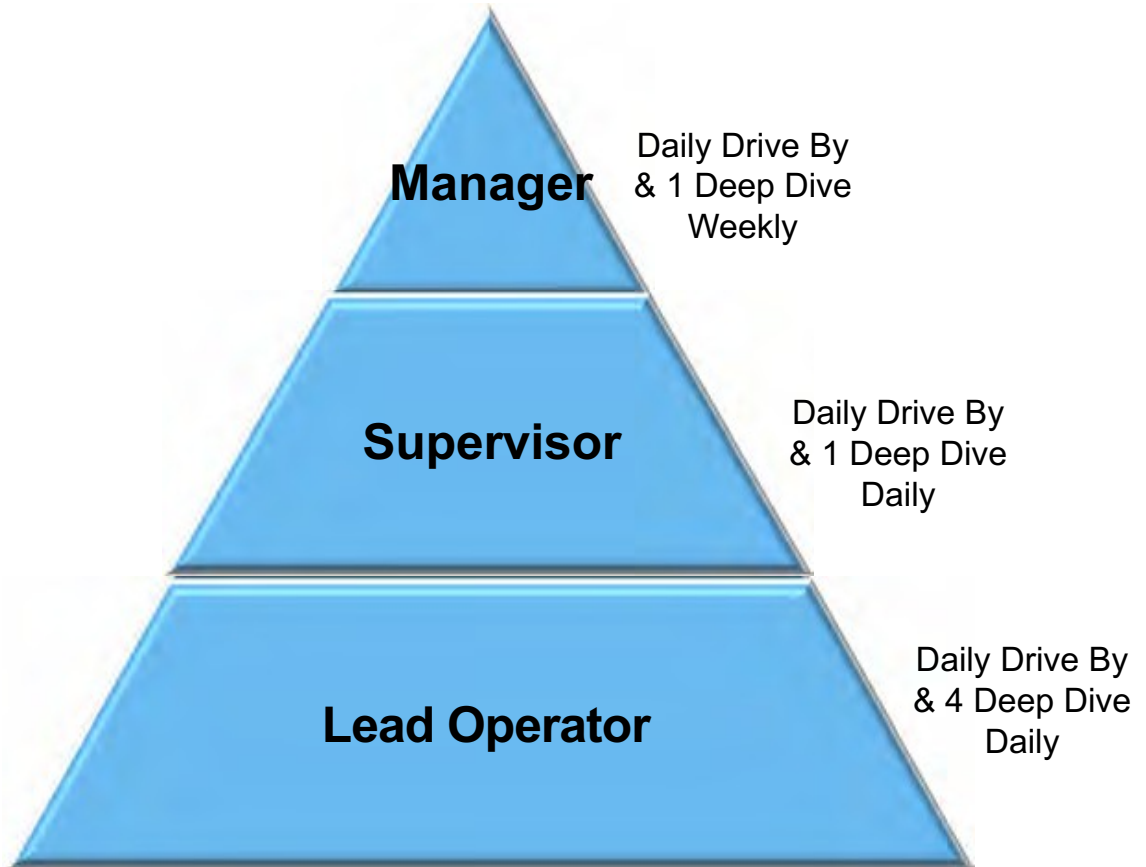 Manager
Daily Drive By
& 1 Deep Dive
Weekly
Supervisor
Daily Drive By
& 1 Deep Dive
Daily
Lead Operator
Daily Drive By
& 4 Deep Dive
Daily